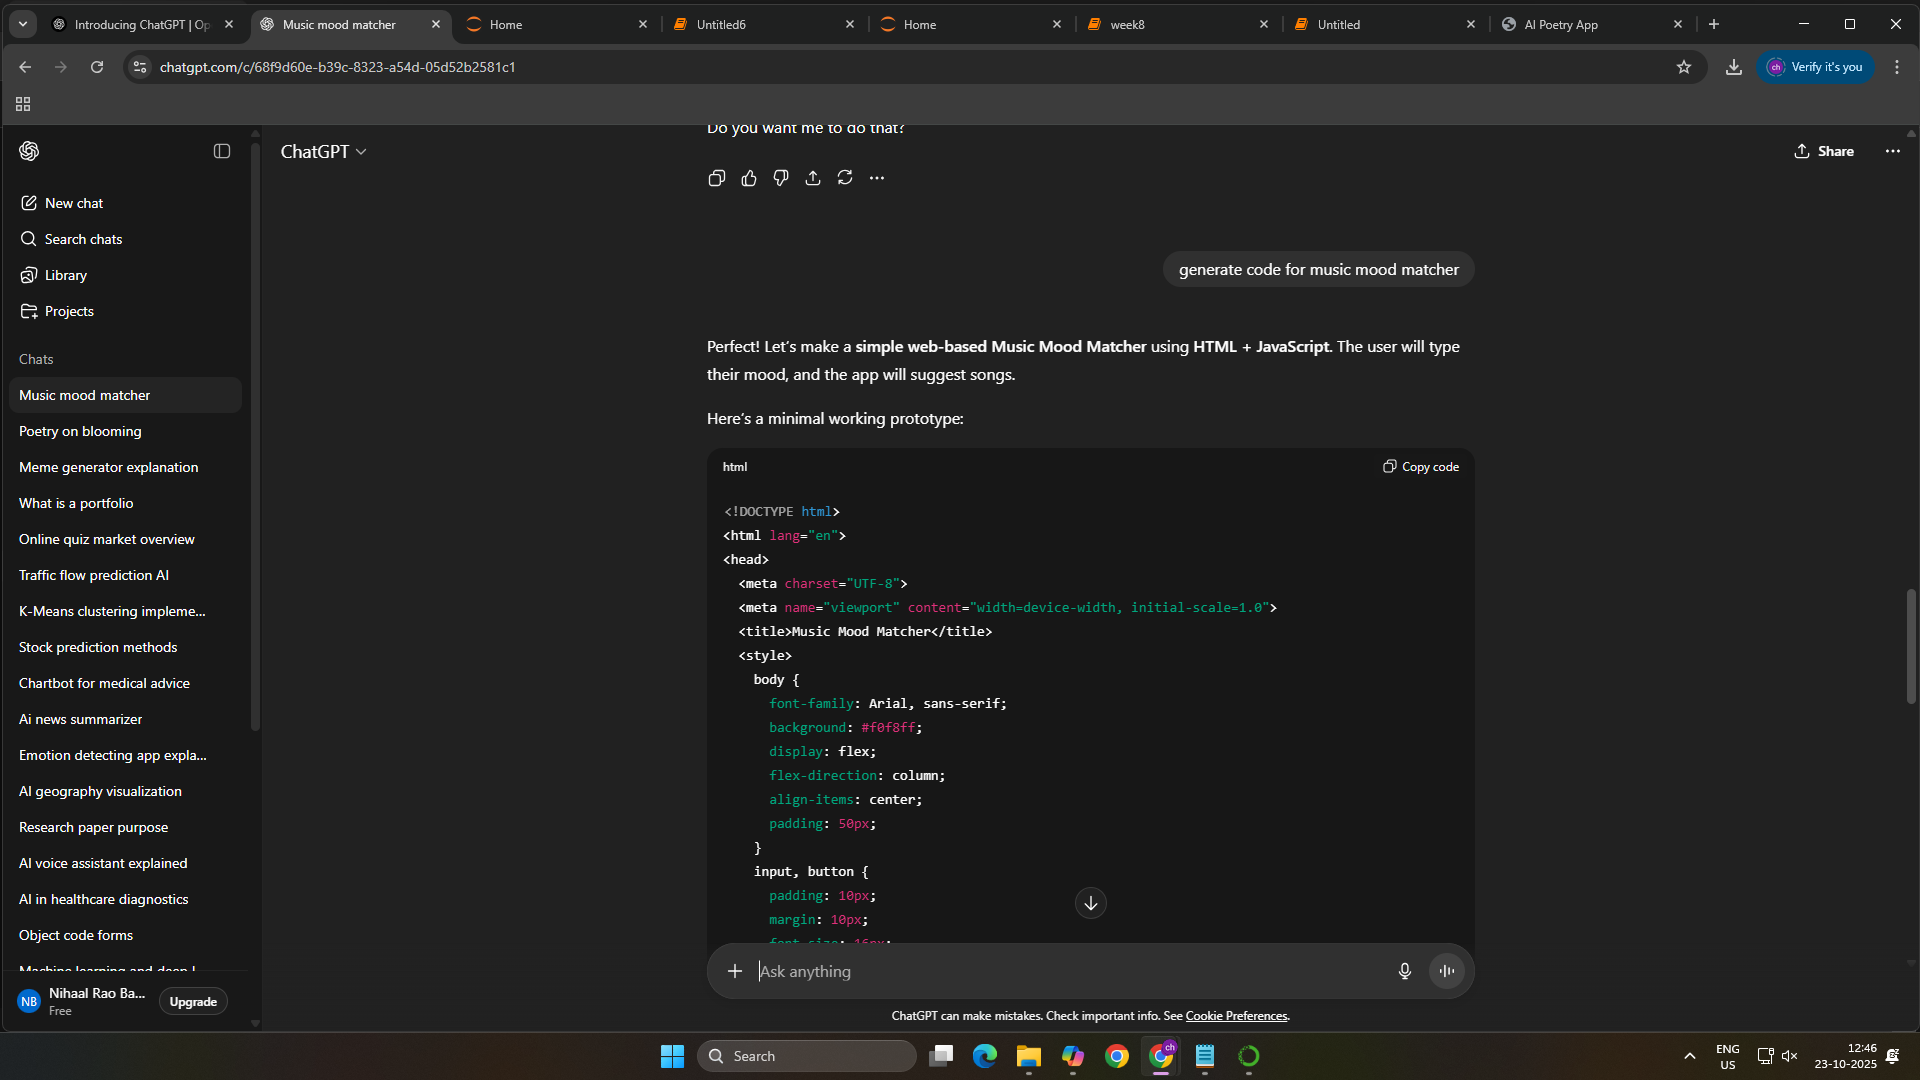 Introducing ChatGPT | Op
Music mood matcher
Home
Untitled6
Home
week8
Untitled
AI Poetry App
chatgpt.com/c/68f9d60e-b39c-8323-a54d-05d52b2581c1
ch
Verify it's you
ChatGPT
Share
New chat
Search chats
Library
Projects
Chats
Music mood matcher
Poetry on blooming
Meme generator explanation
What is a portfolio
Online quiz market overview
Traffic flow prediction AI
K-Means clustering impleme...
Stock prediction methods
Chartbot for medical advice
Ai news summarizer
Emotion detecting app expla...
AI geography visualization
Research paper purpose
AI voice assistant explained
AI in healthcare diagnostics
Object code forms
Machine learning and deep l
NB
Nihaal Rao Ba...
Free
Upgrade
Do you want me to do that?
generate code for music mood matcher
Perfect! Let's make a simple web-based Music Mood Matcher using HTML + JavaScript. The user will type
their mood, and the app will suggest songs.
Here's a minimal working prototype:
html
Copy code
<!DOCTYPE html>
<html lang="en">
<head>
<meta charset="UTF-8">
<meta name="viewport" content="width=device-width, initial-scale=1.0">
<title>Music Mood Matcher</title>
<style>
body {
font-family: Arial, sans-serif;
background: #f0f8ff;
display: flex;
flex-direction: column;
align-items: center;
padding: 50px;
}
input, button {
padding: 10px;
margin: 10px;
font-size: 16px;
Ask anything
ChatGPT can make mistakes. Check important info. See Cookie Preferences.
Search
ch
ENG
US
12:46
23-10-2025